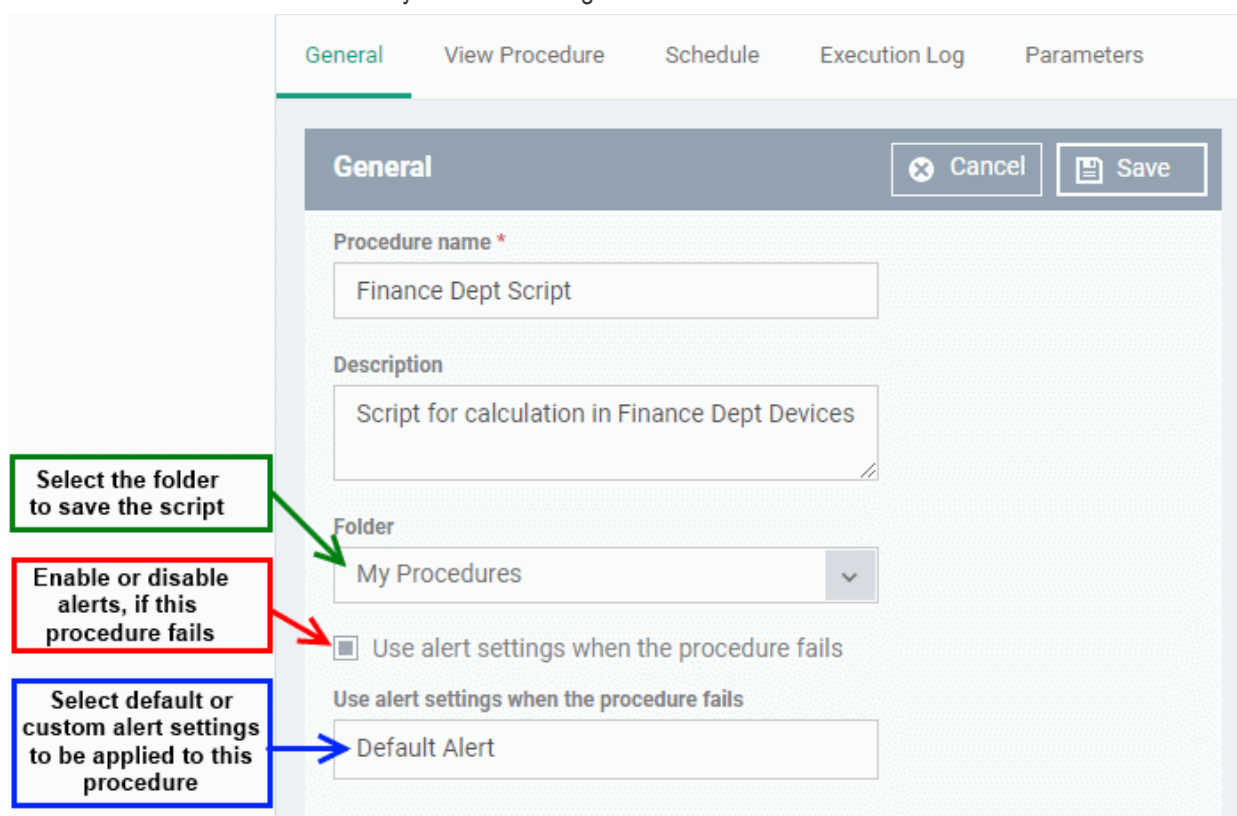 General View Procedure Schedule Execution Log Parameters
General
Cancel Save
Procedure name *
Finance Dept Script
Description
Script for calculation in Finance Dept Devices
Select the folder
to save the script
Folder
My Procedures
Enable or disable
alerts, if this
procedure fails
Use alert settings when the procedure fails
Select default or
custom alert settings
to be applied to this
procedure
Use alert settings when the procedure fails
Default Alert